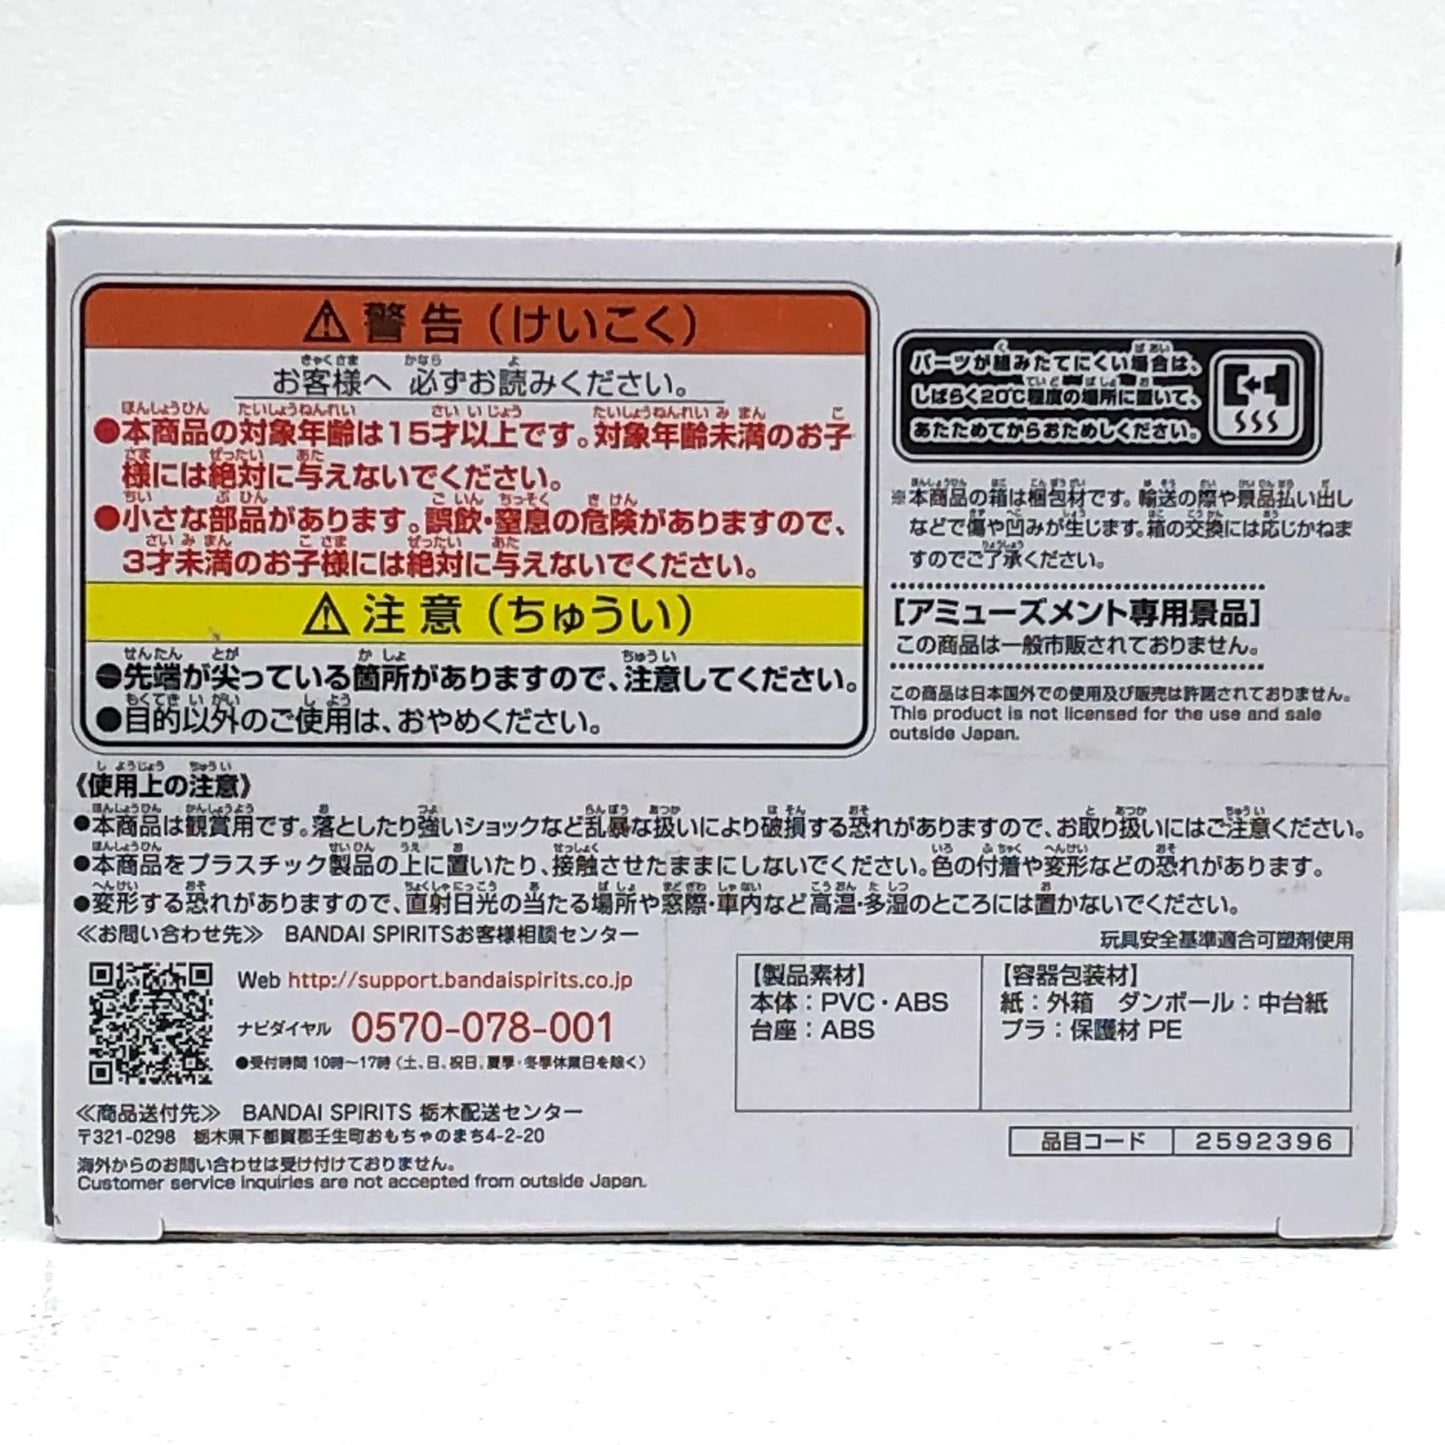 ⚠警告（けいこく）
お客様へ 必ずお読みください。
●本商品の対象年齢は15才以上です。対象年齢未満のお子
様には絶対に与えないでください。
●小さな部品があります。誤飲・窒息の危険がありますので、
3才未満のお子様には絶対に与えないでください。
⚠注意（ちゅうい）
●先端が尖っている箇所がありますので、注意してください。
●目的以外のご使用は、おやめください。
パーツが組みたてにくい場合は、
しばらく20℃程度の場所に置いて、
あたためてからおためしください。
※本商品の箱は梱包材です。輸送の際や景品払い出し
などで傷や凹みが生じます。箱の交換には応じかねま
すのでご了承ください。
［アミューズメント専用景品］
この商品は一般市販されておりません。
この商品は日本国外での使用及び販売は許諾されておりません。
This product is not licensed for the use and sale
outside Japan.
《使用上の注意》
●本商品は観賞用です。落としたり強いショックなど乱暴な扱いにより破損する恐れがありますので、お取り扱いにはご注意ください。
●本商品をプラスチック製品の上に置いたり、接触させたままにしないでください。色の付着や変形などの恐れがあります。
●変形する恐れがありますので、直射日光の当たる場所や窓際・車内など高温・多湿のところには置かないでください。
≪お問い合わせ先≫ BANDAI SPIRITSお客様相談センター
Web http://support.bandaispirits.co.jp
ナビダイヤル 0570-078-001
●受付時間 10時～17時（土、日、祝日、夏季・冬季休業日を除く）
≪商品送付先≫ BANDAI SPIRITS 栃木配送センター
〒321-0298 栃木県下都賀郡壬生町おもちゃのまち4-2-20
海外からのお問い合わせは受け付けておりません。
Customer service inquiries are not accepted from outside Japan.
玩具安全基準適合可塑剤使用
【製品素材】
本体：PVC・ABS
台座：ABS
【容器包装材】
紙：外箱 ダンボール：中台紙
プラ：保護材 PE
品目コード 2592396